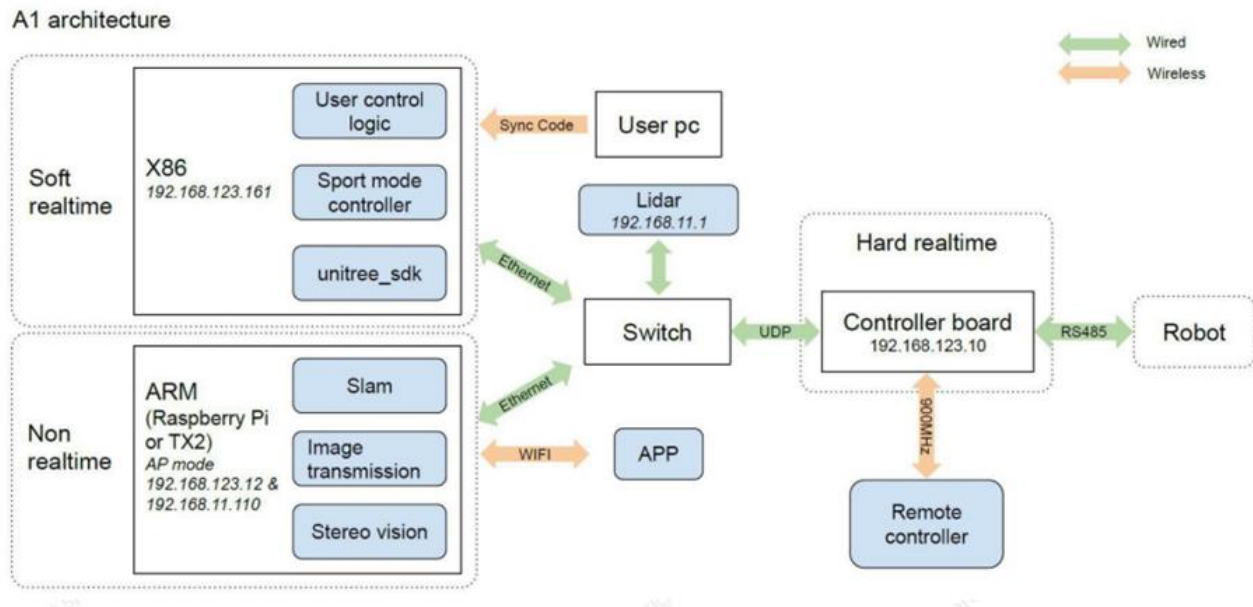 A1 architecture
Wired
Wireless
Soft
realtime
X86
192.168.123.161
User control
logic
Sport mode
controller
unitree_sdk
Sync Code
User pc
Lidar
192.168.11.1
Ethernet
Switch
UDP
Hard realtime
Controller board
192.168.123.10
RS485
Robot
Non
realtime
ARM
(Raspberry Pi
or TX2)
AP mode
192.168.123.12 &
192.168.11.110
Slam
Image
transmission
Stereo vision
Ethernet
WIFI
APP
900MHz
Remote
controller